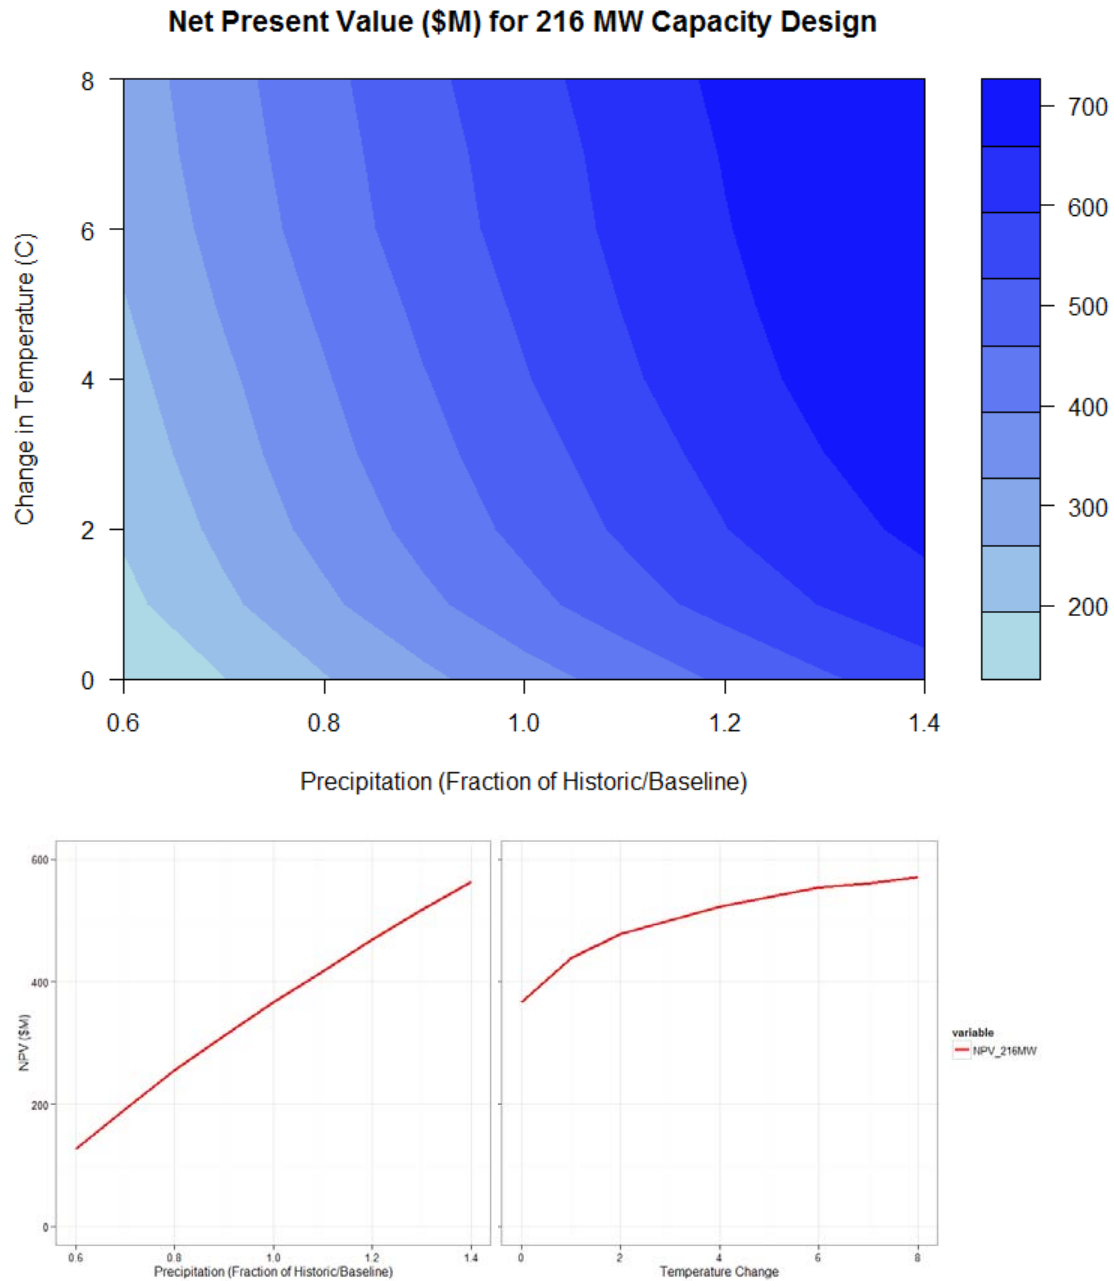 Net Present Value ($M) for 216 MW Capacity Design
8
6
4
2
0
Change in Temperature (C)
0.6 0.8 1.0 1.2 1.4
Precipitation (Fraction of Historic/Baseline)
700
600
500
400
300
200
600
400
200
0
NPV ($M)
0.6 0.8 1.0 1.2 1.4
Precipitation (Fraction of Historic/Baseline)
0 2 4 6 8
Temperature Change
variable
NPV_216MW